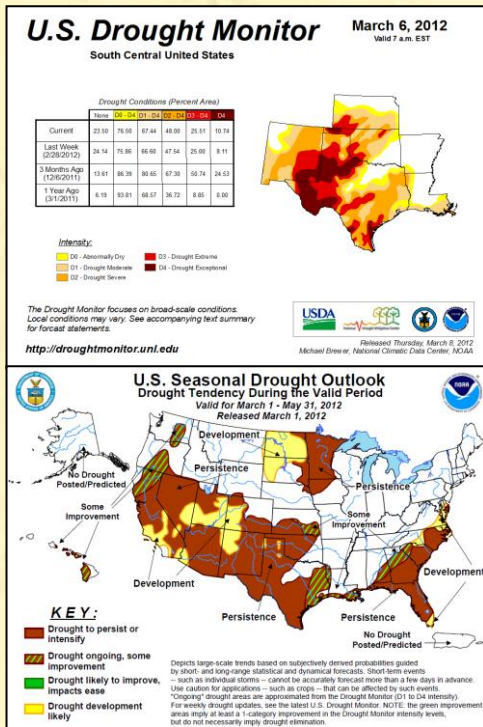 U.S. Drought Monitor
South Central United States
March 6, 2012
Valid 7 a.m. EST
Drought Conditions (Percent Area)
None D0 - D4 D1 - D4 D2 - D4 D3 - D4 D4
Current 23.50 76.50 67.44 48.00 25.51 10.74
Last Week (2/28/2012) 24.14 75.86 66.60 47.54 25.00 8.11
3 Months Ago (12/6/2011) 13.61 86.39 80.65 67.30 50.74 24.53
1 Year Ago (3/1/2011) 6.19 93.81 68.57 36.72 8.85 0.00
Intensity:
D0 - Abnormally Dry
D1 - Drought Moderate
D2 - Drought Severe
D3 - Drought Extreme
D4 - Drought Exceptional
The Drought Monitor focuses on broad-scale conditions.
Local conditions may vary. See accompanying text summary
for forcast statements.
http://droughtmonitor.unl.edu
USDA
Released Thursday, March 8, 2012
Michael Brewer, National Climatic Data Center, NOAA
U.S. Seasonal Drought Outlook
Drought Tendency During the Valid Period
Valid for March 1 - May 31, 2012
Released March 1, 2012
NOAA
Development
Persistence
No Drought
Posted/Predicted
Some
Improvement
Persistence
Some
Improvement
Development
Persistence
Persistence
Development
No Drought
Posted/Predicted
KEY:
Drought to persist or
intensify
Drought ongoing, some
improvement
Drought likely to improve,
impacts ease
Drought development
likely
Depicts large-scale trends based on subjectively derived probabilities guided
by short- and long-range statistical and dynamical forecasts. Short-term events
-- such as individual storms -- cannot be accurately forecast more than a few days in advance.
Use caution for applications -- such as crops -- that can be affected by such events.
"Ongoing" drought areas are approximated from the Drought Monitor (D1 to D4 intensity).
For weekly drought updates, see the latest U.S. Drought Monitor. NOTE: the green improvement
areas imply at least a 1-category improvement in the Drought Monitor intensity levels,
but do not necessarily imply drought elimination.